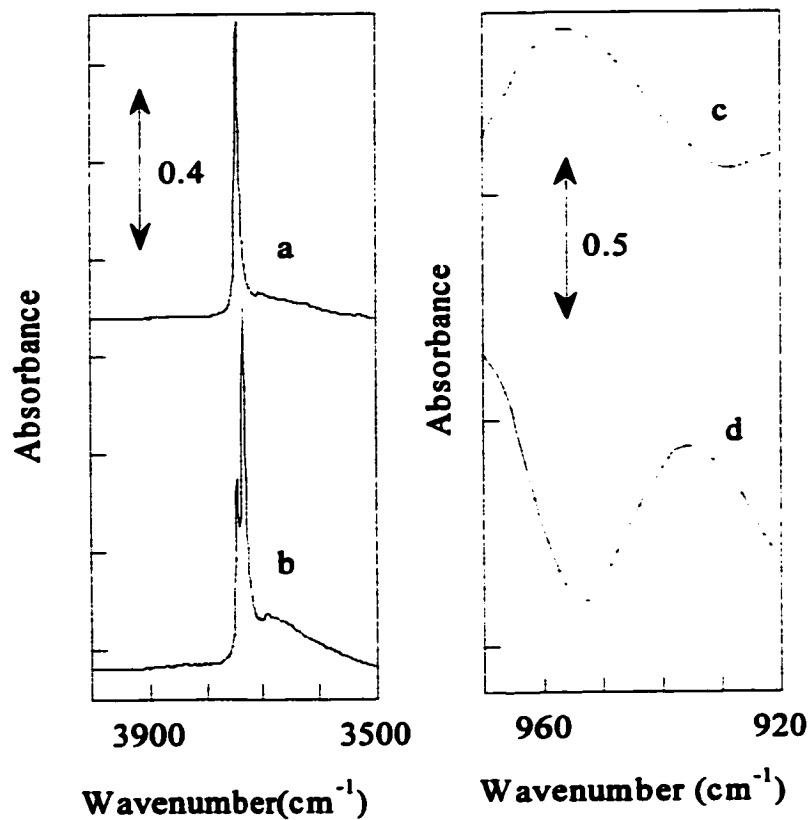 0.4
a
b
Absorbance
3900
3500
Wavenumber(cm⁻¹)
c
0.5
d
Absorbance
960
920
Wavenumber (cm⁻¹)